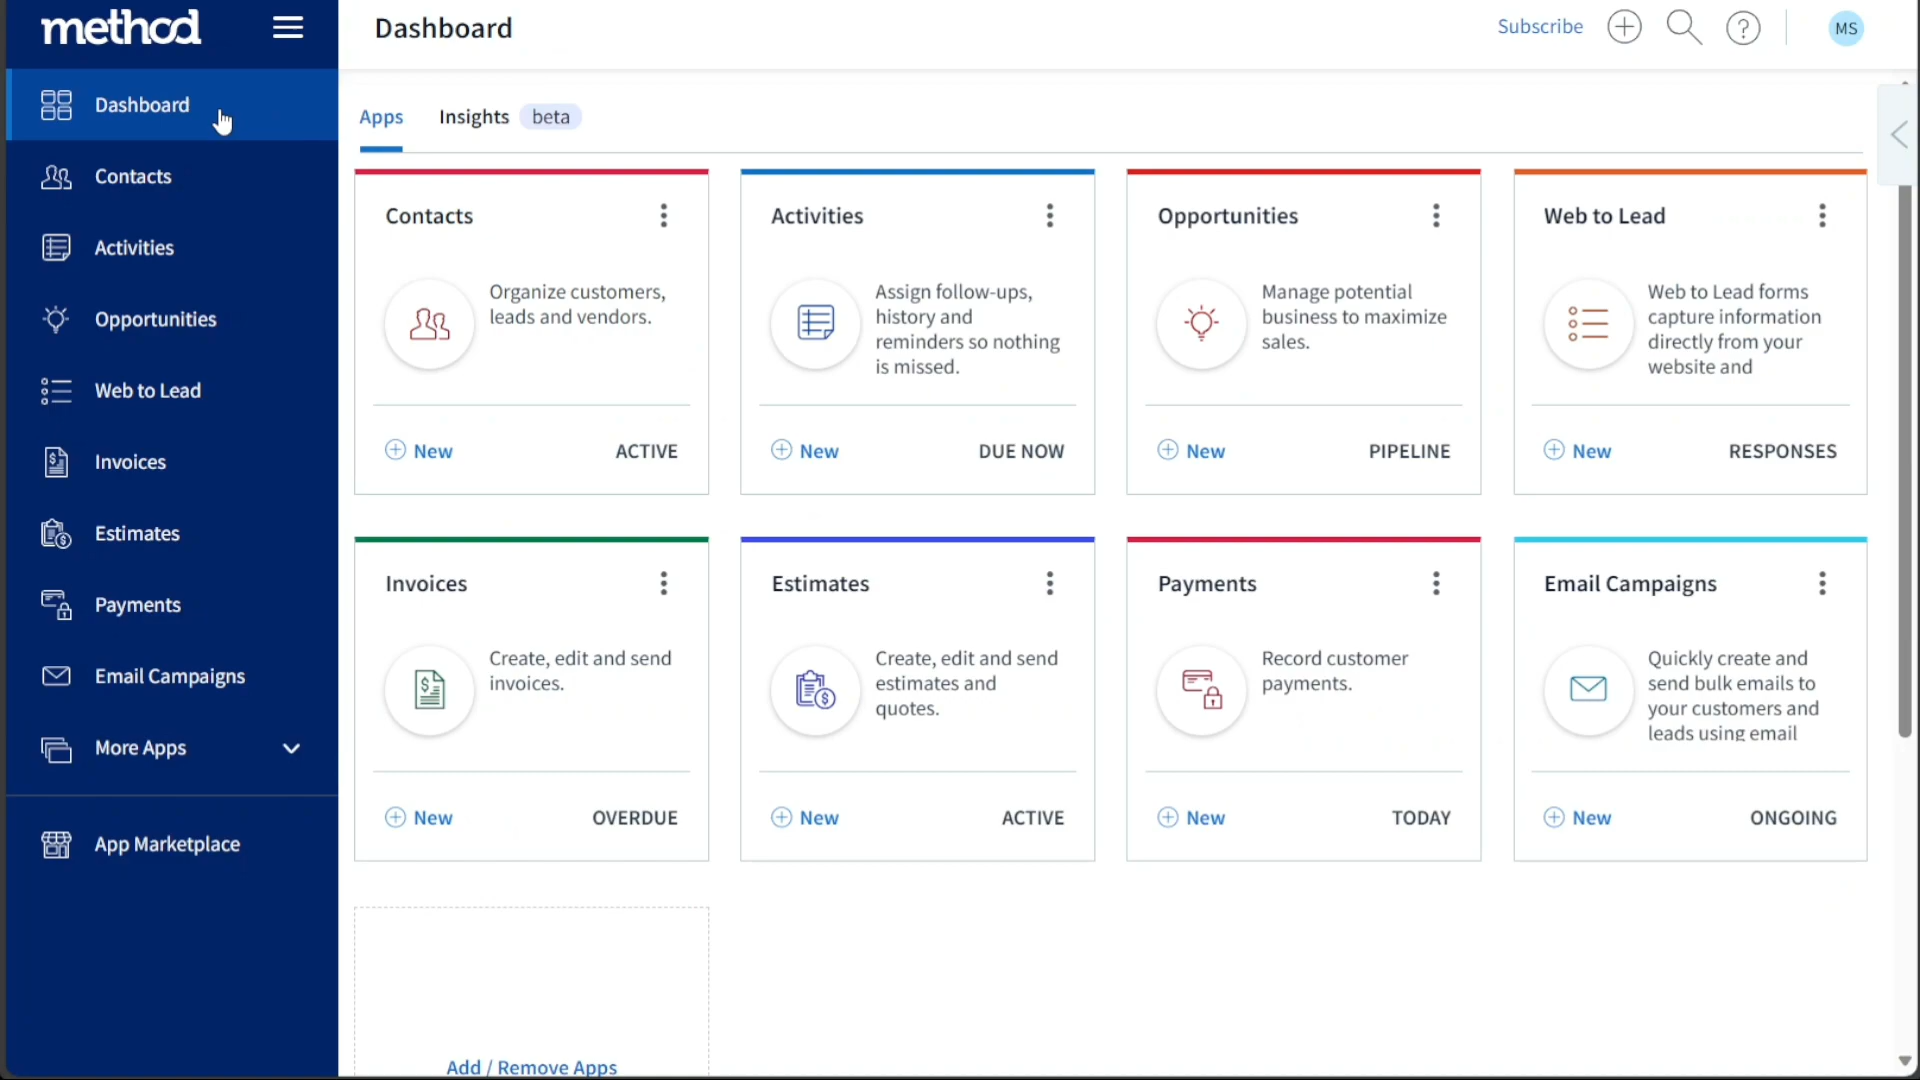 method
Dashboard
Subscribe
MS
Dashboard
Contacts
Activities
Opportunities
Web to Lead
Invoices
Estimates
Payments
Email Campaigns
More Apps
App Marketplace
Apps
Insights beta
Contacts
Organize customers,
leads and vendors.
New
ACTIVE
Activities
Assign follow-ups,
history and
reminders so nothing
is missed.
New
DUE NOW
Opportunities
Manage potential
business to maximize
sales.
New
PIPELINE
Web to Lead
Web to Lead forms
capture information
directly from your
website and
New
RESPONSES
Invoices
Create, edit and send
invoices.
New
OVERDUE
Estimates
Create, edit and send
estimates and
quotes.
New
ACTIVE
Payments
Record customer
payments.
New
TODAY
Email Campaigns
Quickly create and
send bulk emails to
your customers and
leads using email
New
ONGOING
Add / Remove Apps